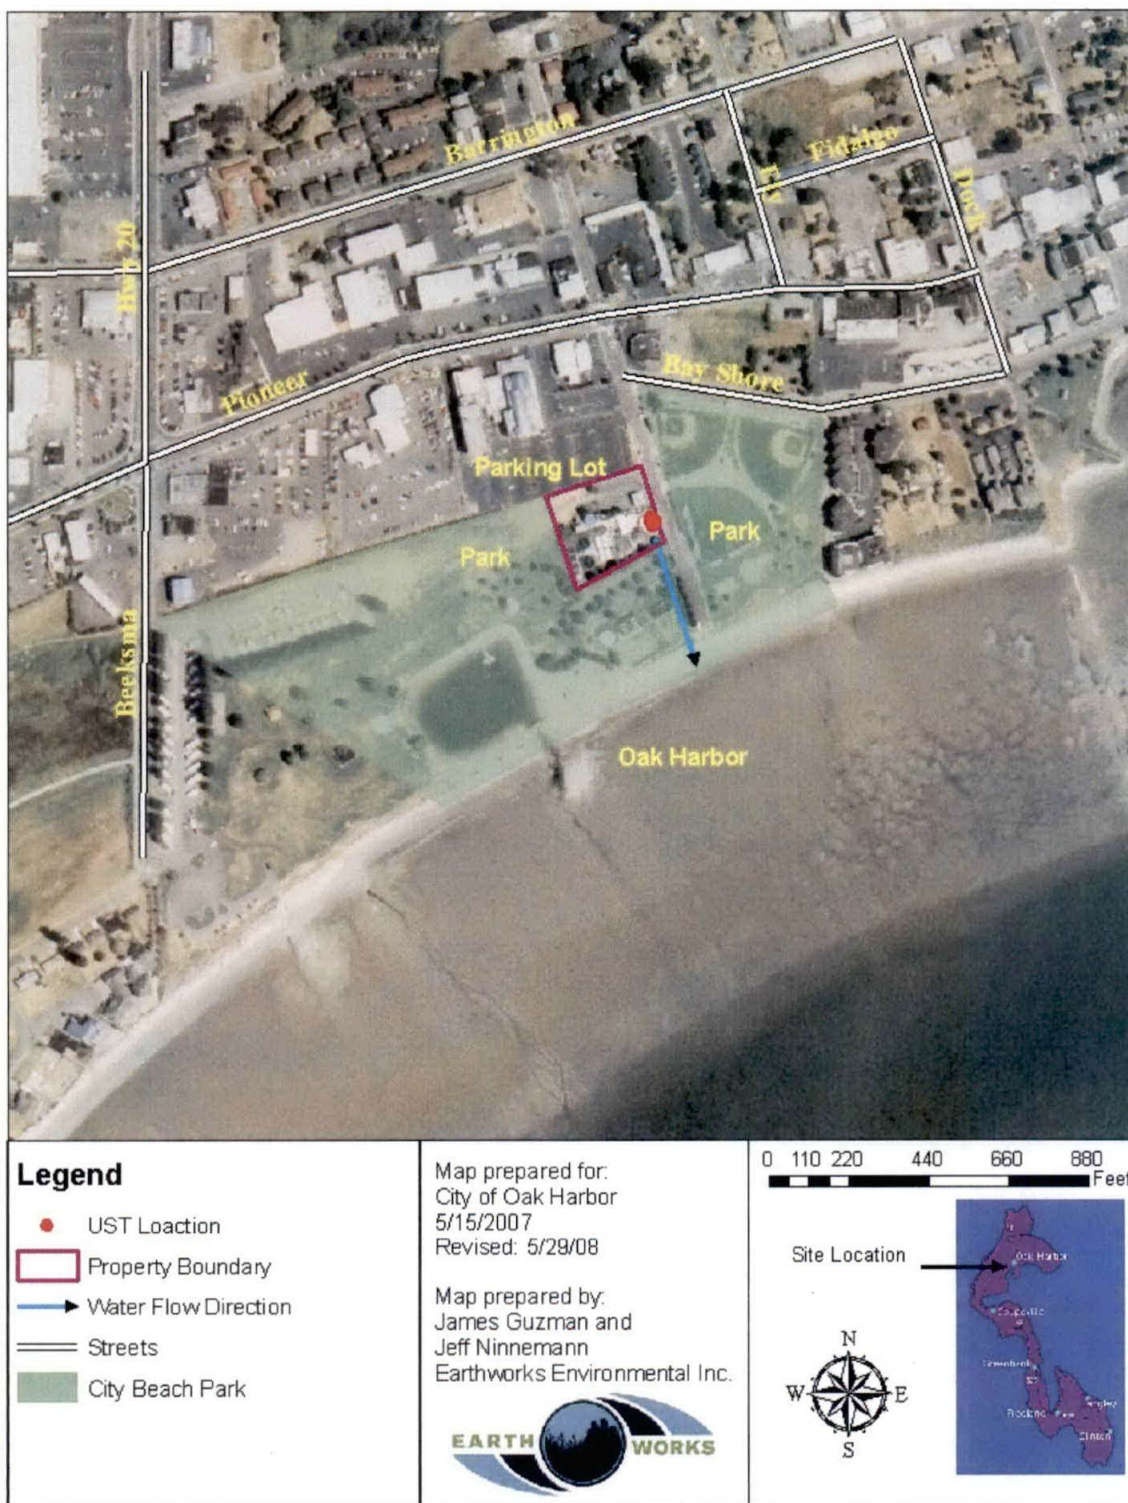 Barrington
Fidalgo
Ely
Dock
Hwy 20
Pioneer
Bay Shore
Parking Lot
Park
Park
Beeksma
Oak Harbor
Legend
UST Loaction
Property Boundary
Water Flow Direction
Streets
City Beach Park
Map prepared for:
City of Oak Harbor
5/15/2007
Revised: 5/29/08
Map prepared by:
James Guzman and
Jeff Ninnemann
Earthworks Environmental Inc.
EARTH WORKS
0 110 220 440 660 880
Feet
Site Location
Oak Harbor
Coupeville
Greenbank
Freeland
Langley
Clinton
N
W E
S